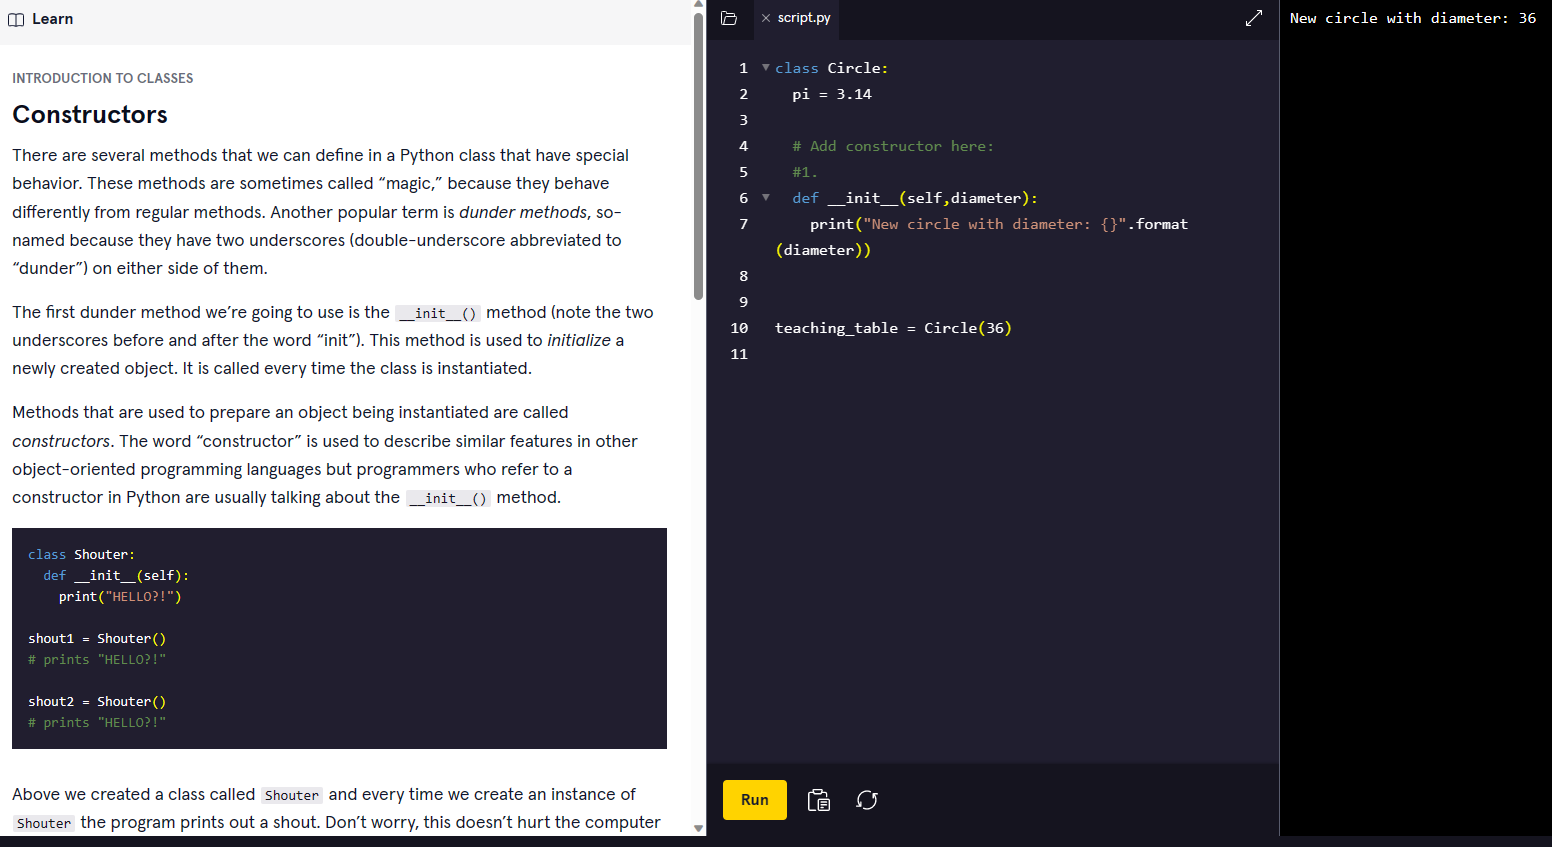 Learn
INTRODUCTION TO CLASSES
Constructors
There are several methods that we can define in a Python class that have special
behavior. These methods are sometimes called “magic,” because they behave
differently from regular methods. Another popular term is dunder methods, so-
named because they have two underscores (double-underscore abbreviated to
“dunder”) on either side of them.
The first dunder method we’re going to use is the __init__() method (note the two
underscores before and after the word “init”). This method is used to initialize a
newly created object. It is called every time the class is instantiated.
Methods that are used to prepare an object being instantiated are called
constructors. The word “constructor” is used to describe similar features in other
object-oriented programming languages but programmers who refer to a
constructor in Python are usually talking about the __init__() method.
class Shouter:
  def __init__(self):
    print("HELLO?!")
shout1 = Shouter()
# prints "HELLO?!"
shout2 = Shouter()
# prints "HELLO?!"
Above we created a class called Shouter and every time we create an instance of
Shouter the program prints out a shout. Don’t worry, this doesn’t hurt the computer
script.py
1 class Circle:
2   pi = 3.14
3
4   # Add constructor here:
5   #1.
6   def __init__(self,diameter):
7     print("New circle with diameter: {}".format
(diameter))
8
9
10 teaching_table = Circle(36)
11
Run
New circle with diameter: 36